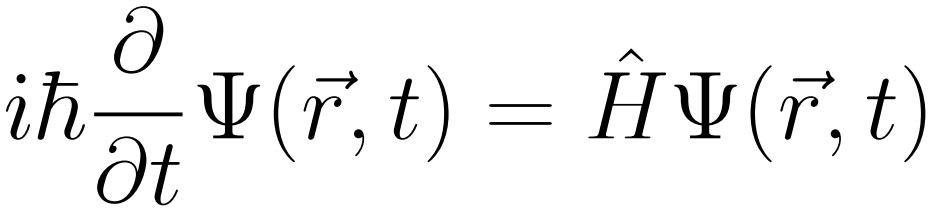 iℏ ∂/∂t Ψ(r⃗, t) = ĤΨ(r⃗, t)